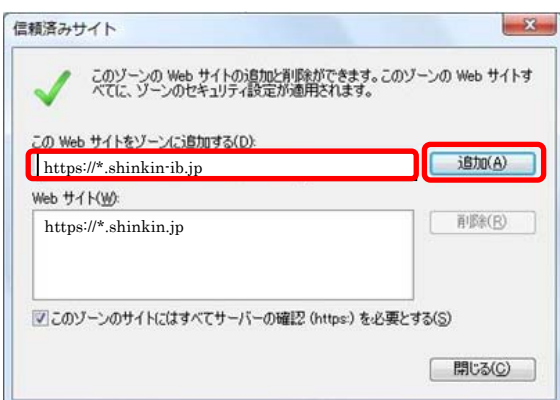 信頼済みサイト
このゾーンの Web サイトの追加と削除ができます。このゾーンの Web サイトす
べてに、ゾーンのセキュリティ設定が適用されます。
この Web サイトをゾーンに追加する(D):
https://*.shinkin-ib.jp
追加(A)
Web サイト(W):
https://*.shinkin.jp
削除(R)
このゾーンのサイトにはすべてサーバーの確認 (https:) を必要とする(S)
閉じる(C)